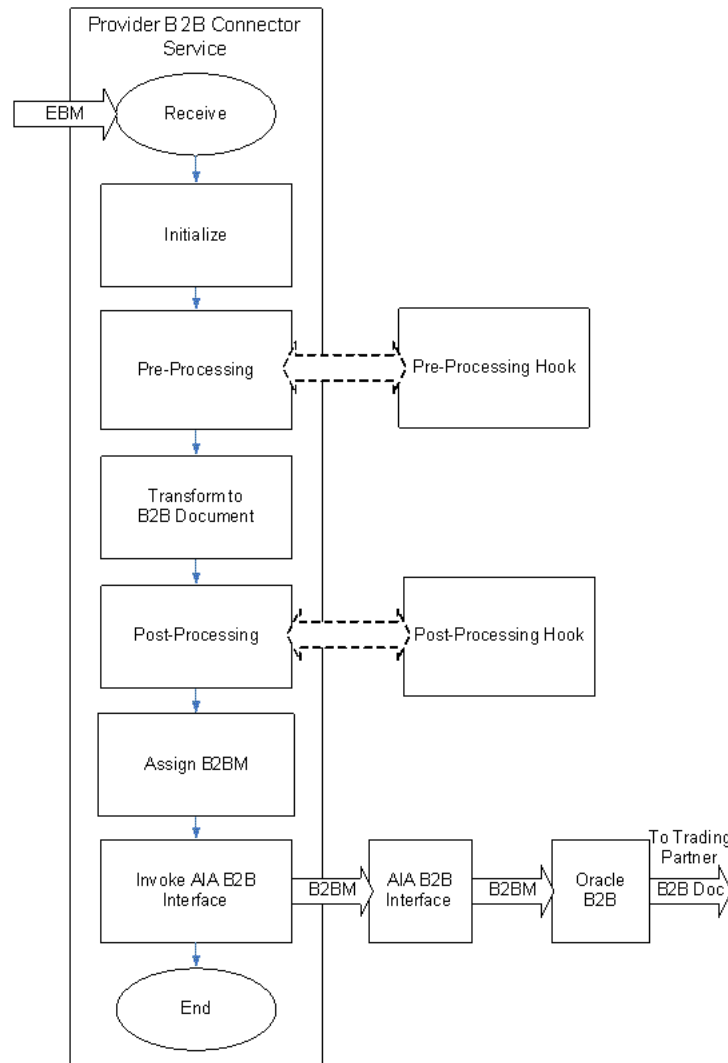 Provider B2B Connector
Service
EBM
Receive
Initialize
Pre-Processing
Pre-Processing Hook
Transform to
B2B Document
Post-Processing
Post-Processing Hook
Assign B2BM
To Trading
Partner
Invoke AIA B2B
Interface
B2BM
AIA B2B
Interface
B2BM
Oracle
B2B
B2B Doc
End